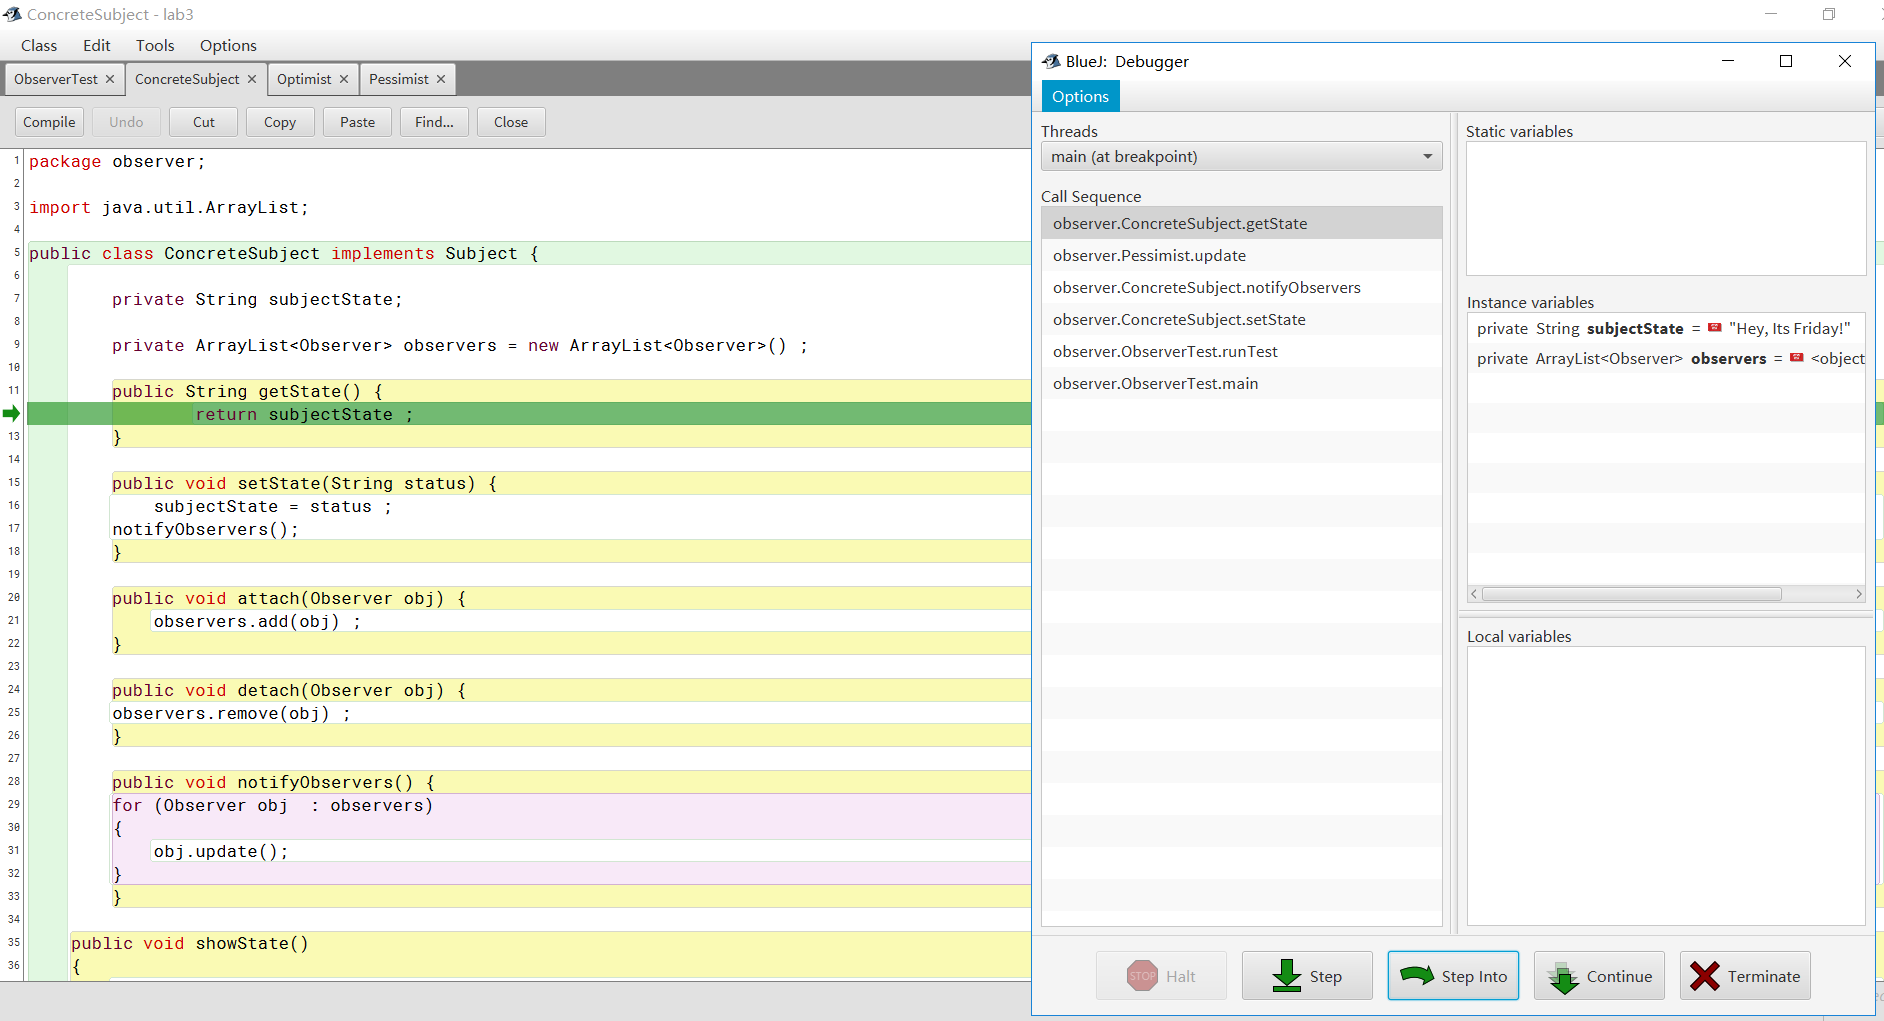 ConcreteSubject - lab3
Class Edit Tools Options
ObserverTest ConcreteSubject Optimist Pessimist
Compile Undo Cut Copy Paste Find... Close
1 package observer;
2
3 import java.util.ArrayList;
4
5 public class ConcreteSubject implements Subject {
6
7 private String subjectState;
8
9 private ArrayList<Observer> observers = new ArrayList<Observer>() ;
10
11 public String getState() {
return subjectState ;
13 }
14
15 public void setState(String status) {
16 subjectState = status ;
17 notifyObservers();
18 }
19
20 public void attach(Observer obj) {
21 observers.add(obj) ;
22 }
23
24 public void detach(Observer obj) {
25 observers.remove(obj) ;
26 }
27
28 public void notifyObservers() {
29 for (Observer obj  : observers)
30 {
31 obj.update();
32 }
33 }
34
35 public void showState()
36 {
BlueJ: Debugger
Options
Threads
main (at breakpoint)
Call Sequence
observer.ConcreteSubject.getState
observer.Pessimist.update
observer.ConcreteSubject.notifyObservers
observer.ConcreteSubject.setState
observer.ObserverTest.runTest
observer.ObserverTest.main
Static variables
Instance variables
private String subjectState = "Hey, Its Friday!"
private ArrayList<Observer> observers = <object
Local variables
STOP Halt Step Step Into Continue Terminate